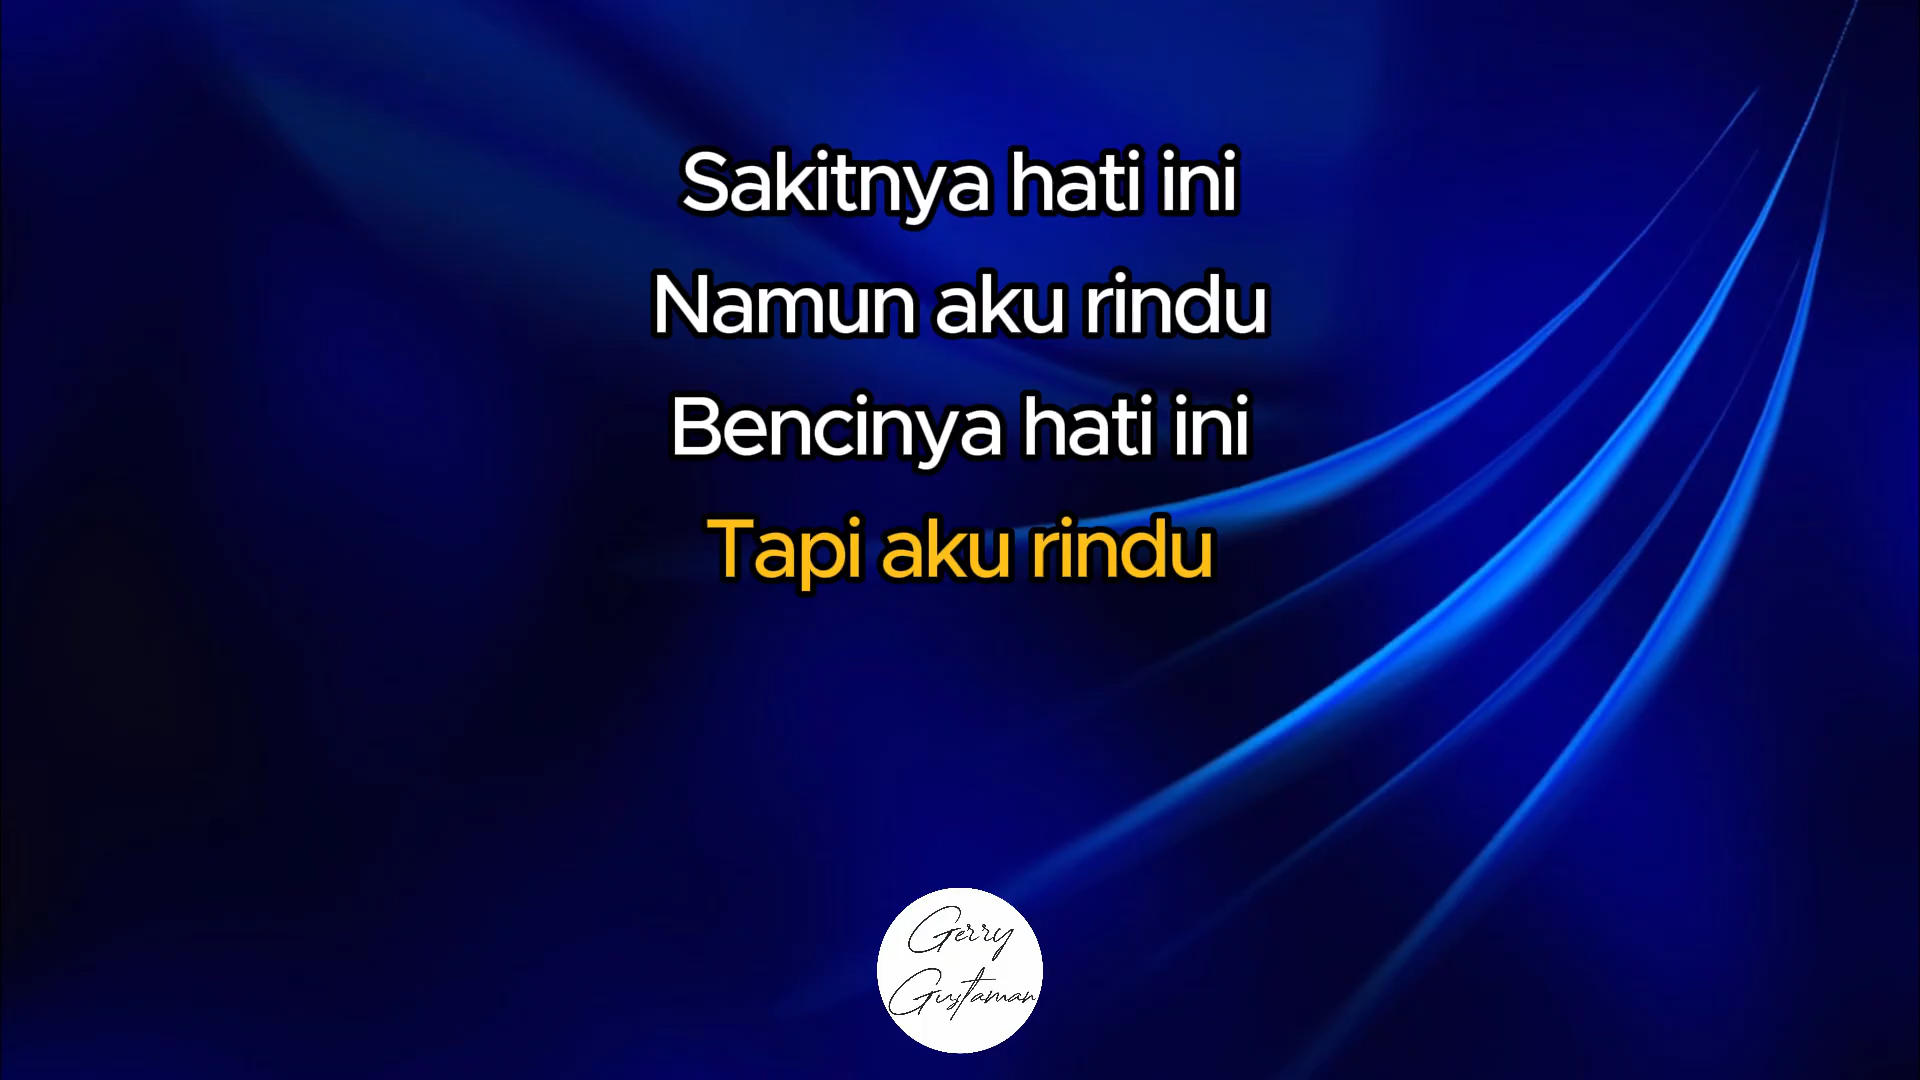 Sakitnya hati ini
Namun aku rindu
Bencinya hati ini
Tapi aku rindu
Gerry
Gustaman